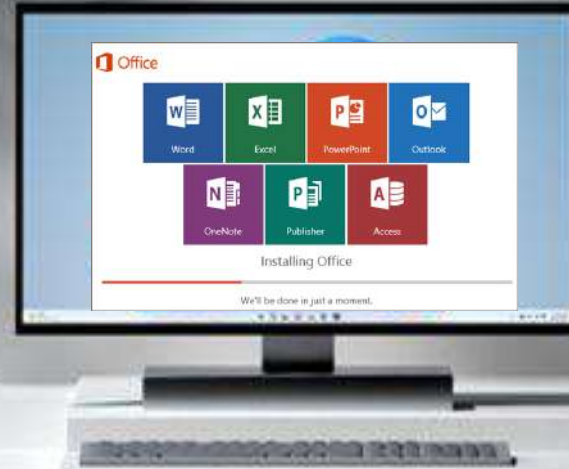 Office
Word Excel PowerPoint Outlook
OneNote Publisher Access
Installing Office
We'll be done in just a moment.